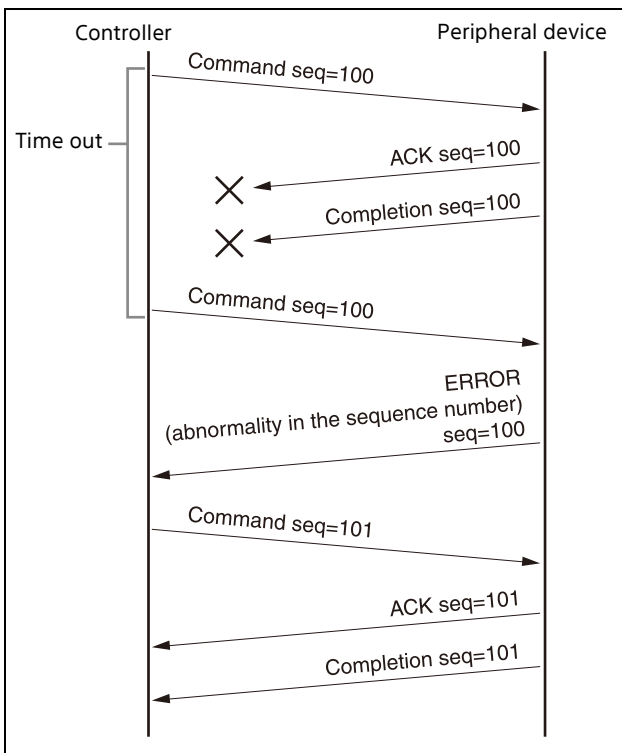 Controller
Peripheral device
Command seq=100
Time out
ACK seq=100
Completion seq=100
Command seq=100
ERROR
(abnormality in the sequence number)
seq=100
Command seq=101
ACK seq=101
Completion seq=101